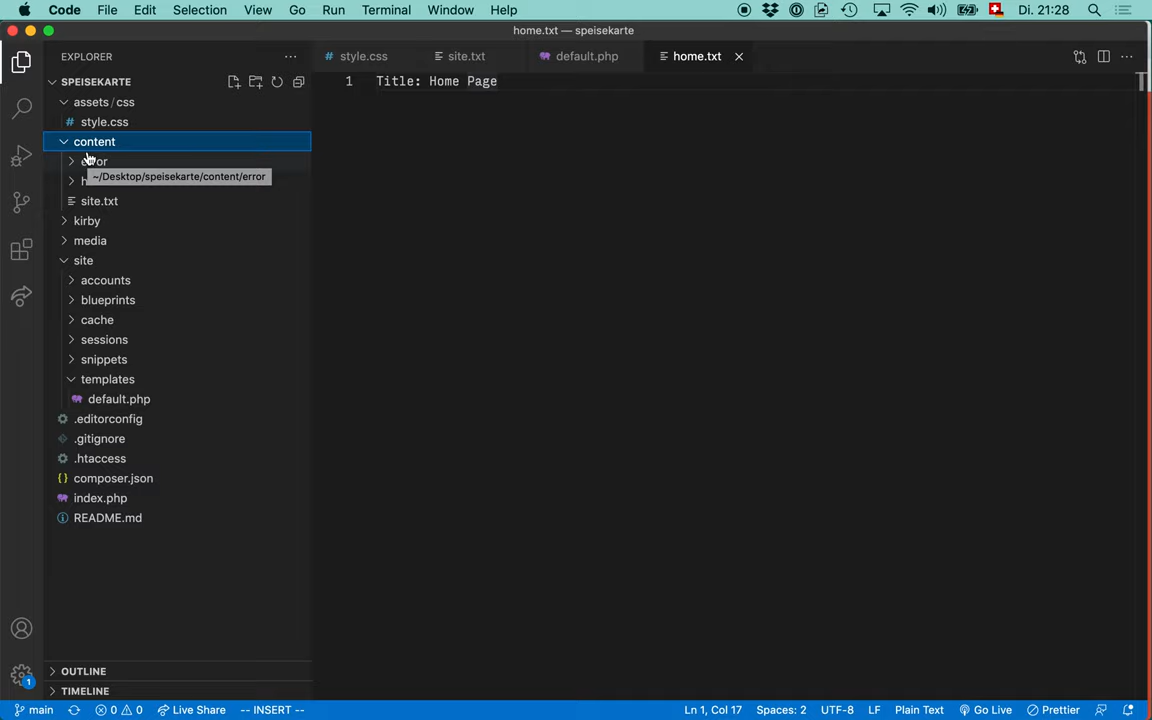 Code File Edit Selection View Go Run Terminal Window Help Di. 21:28
home.txt — speisekarte
EXPLORER
style.css site.txt default.php home.txt
SPEISEKARTE
1 Title: Home Page
assets / css
style.css
content
error
~/Desktop/speisekarte/content/error
h
site.txt
kirby
media
site
accounts
blueprints
cache
sessions
snippets
templates
default.php
.editorconfig
.gitignore
.htaccess
composer.json
index.php
README.md
OUTLINE
1
TIMELINE
main 0 0 Live Share -- INSERT -- Ln 1, Col 17 Spaces: 2 UTF-8 LF Plain Text Go Live Prettier